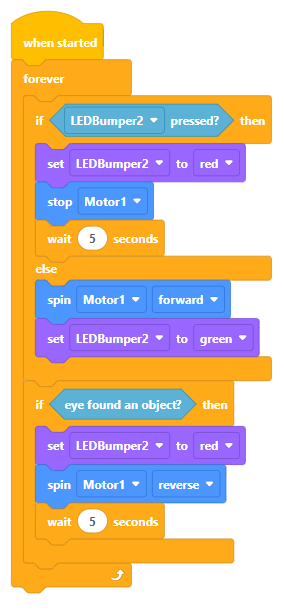 when started
forever
if LEDBumper2 pressed? then
set LEDBumper2 to red
stop Motor1
wait 5 seconds
else
spin Motor1 forward
set LEDBumper2 to green
if eye found an object? then
set LEDBumper2 to red
spin Motor1 reverse
wait 5 seconds